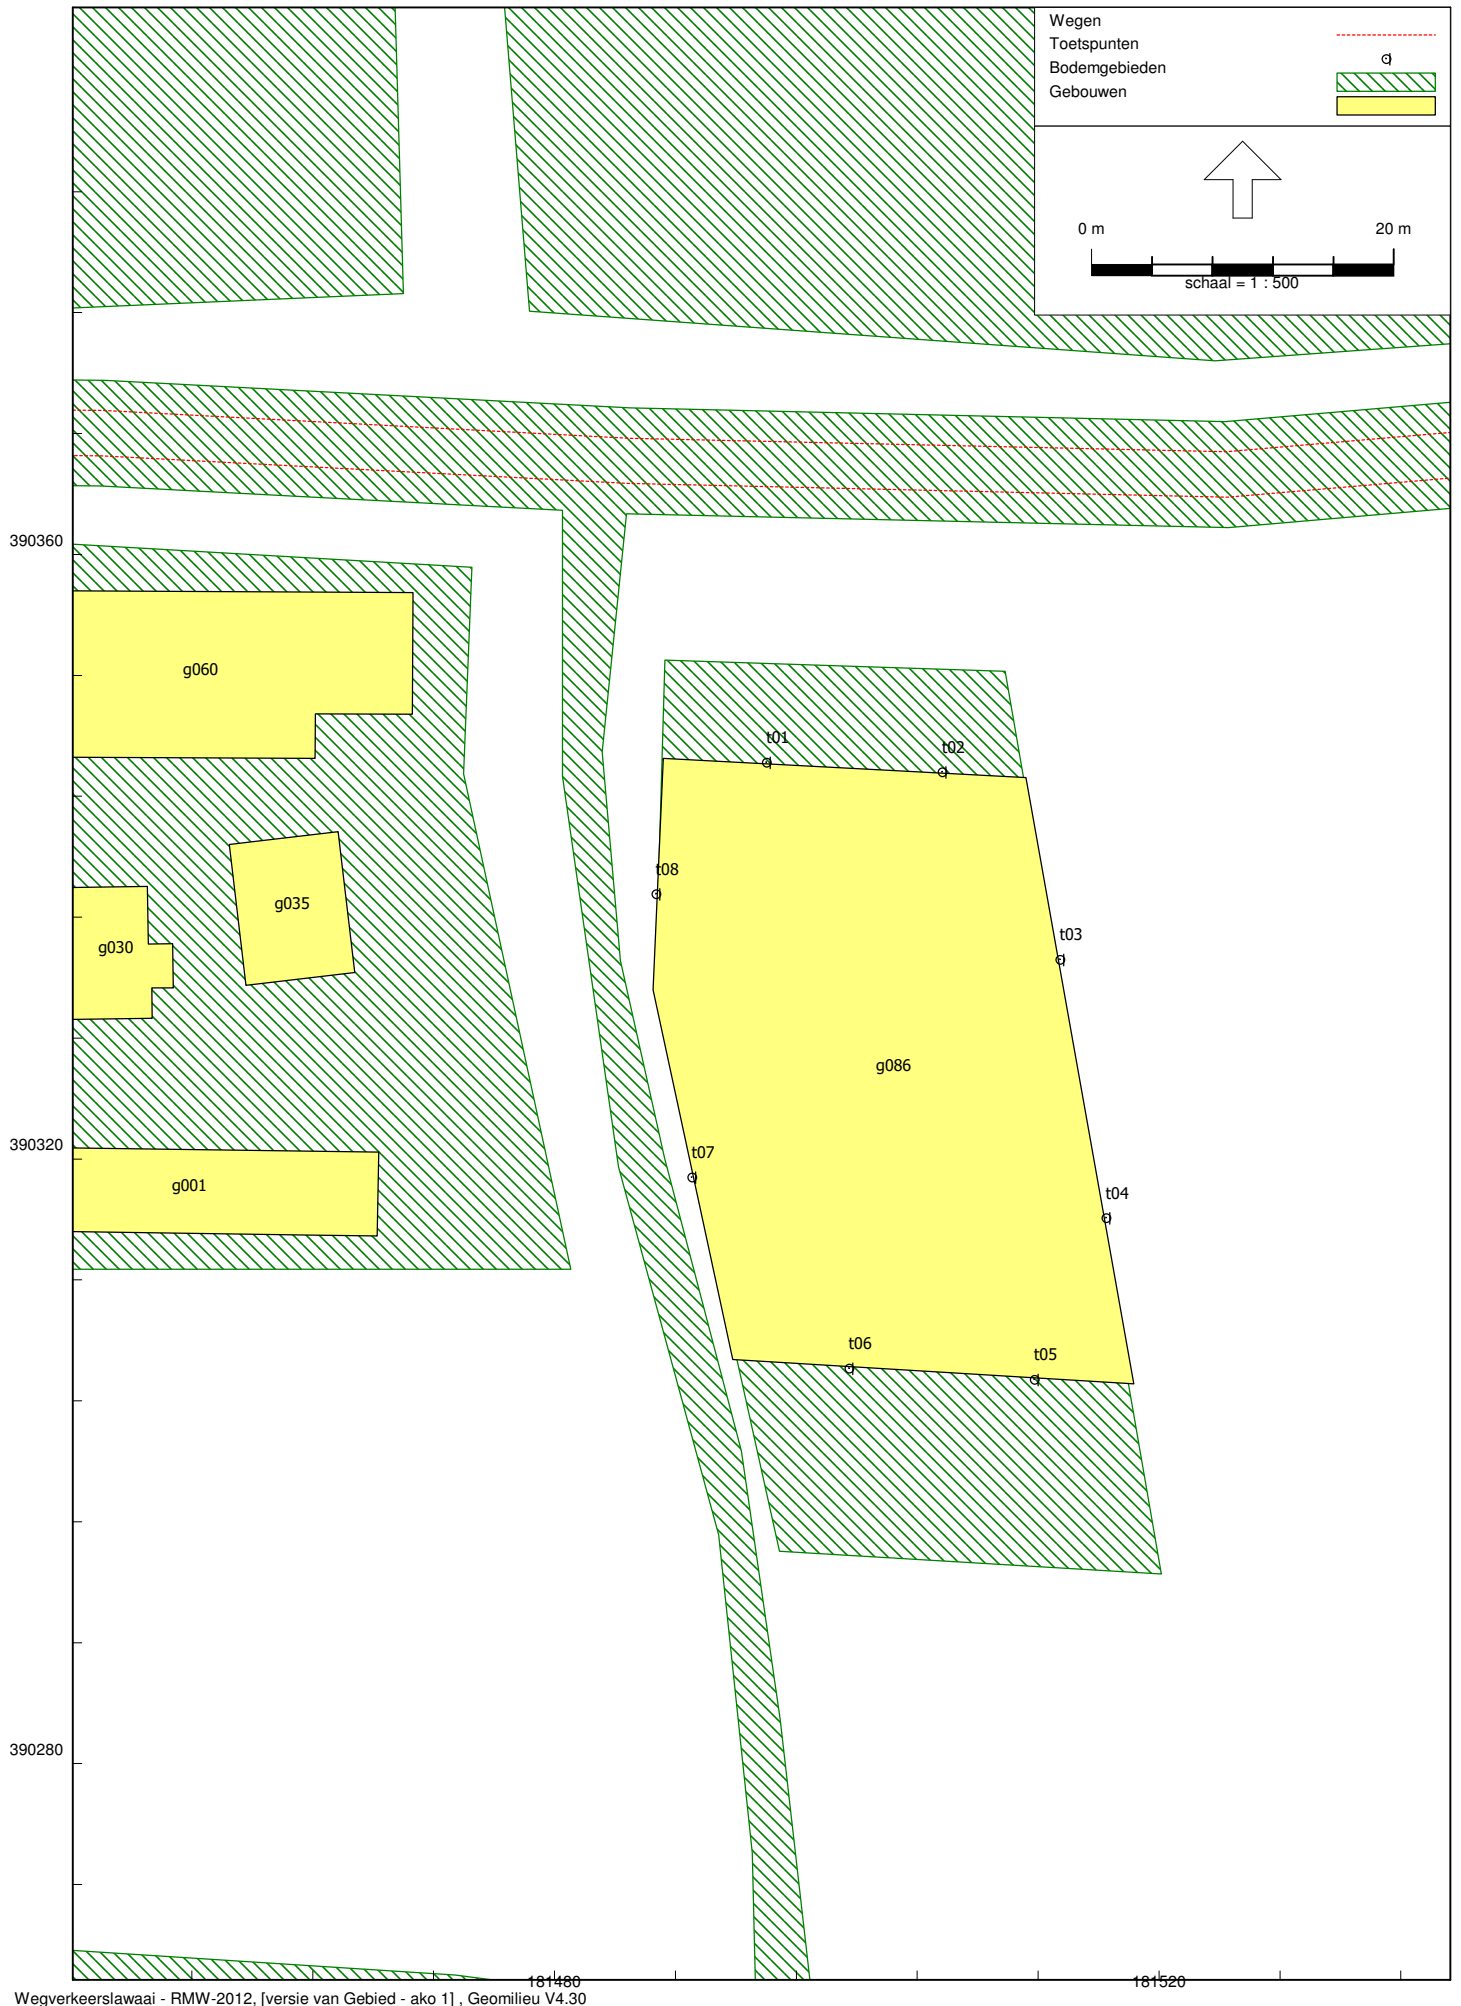 Wegen
Toetspunten
Bodemgebieden
Gebouwen
0 m 20 m
schaal = 1 : 500
390360
g060
t01
t02
t08
g035
g030
t03
g086
390320
t07
g001
t04
t06
t05
390280
181480 181520
Wegverkeerslawaai - RMW-2012, [versie van Gebied - ako 1] , Geomilieu V4.30